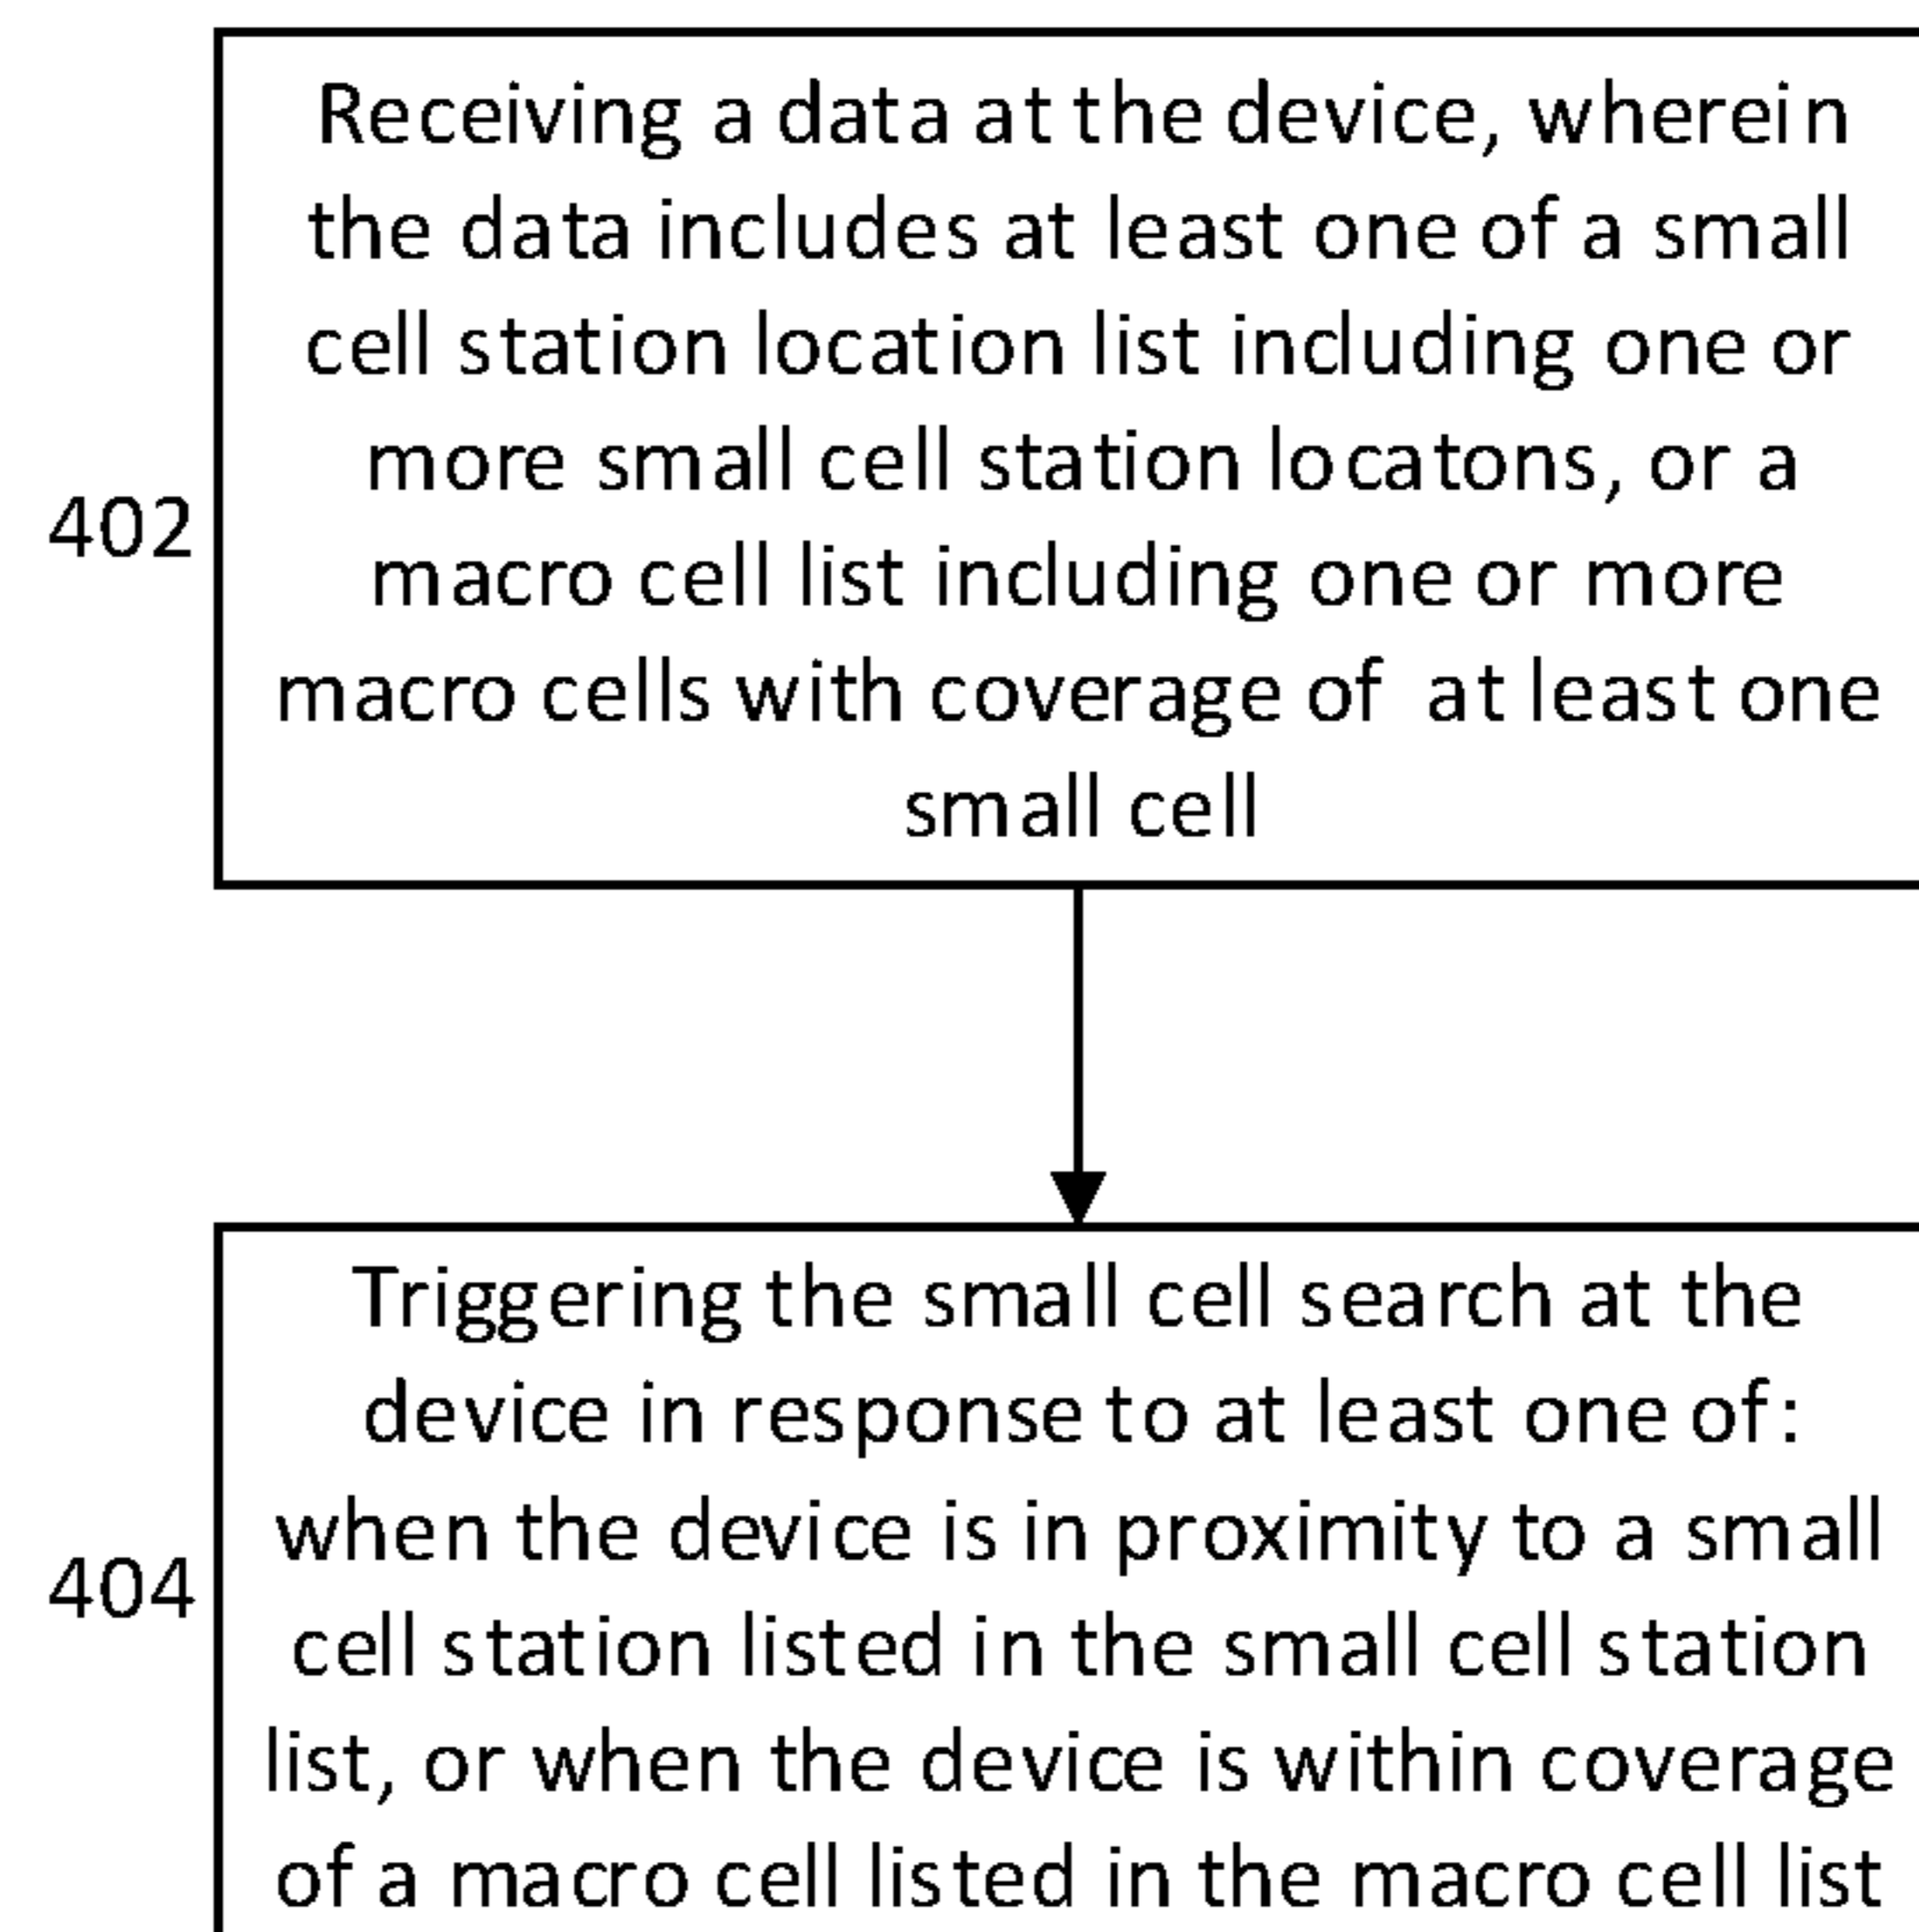 Receiving a data at the device, wherein
the data includes at least one of a small
cell station location list including one or
more small cell station locatons, or a
402
macro cell list including one or more
macro cells with coverage of at least one
small cell
Triggering the small cell search at the
device in response to at least one of:
when the device is in proximity to a small
404
cell station listed in the small cell station
list, or when the device is within coverage
of a macro cell listed in the macro cell list